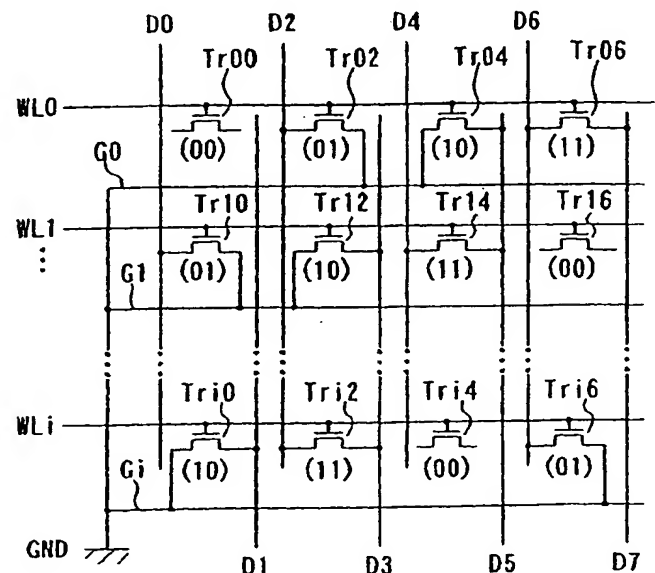 D0 D2 D4 D6
Tr00 Tr02 Tr04 Tr06
WL0
(00) (01) (10) (11)
G0
Tr10 Tr12 Tr14 Tr16
WL1
(01) (10) (11) (00)
G1
Tri0 Tri2 Tri4 Tri6
WLi
(10) (11) (00) (01)
Gi
GND
D1 D3 D5 D7